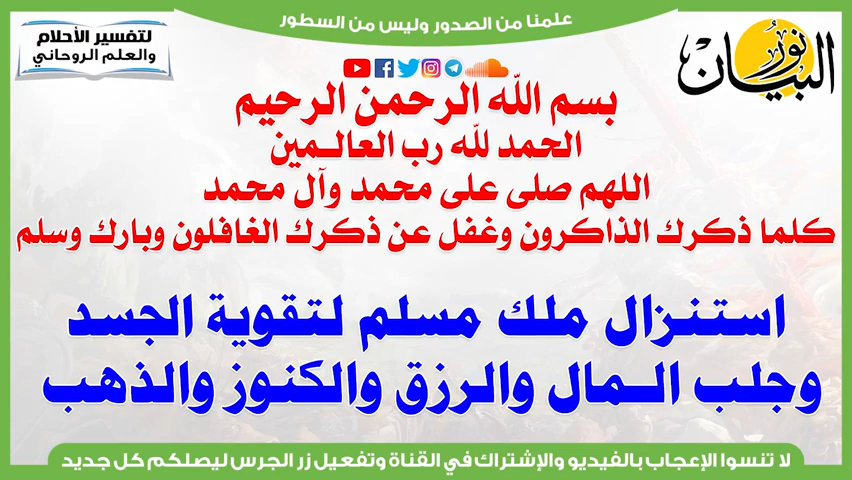 علمنا من الصدور وليس من السطور
لتفسير الأحلام
والعلم الروحاني
نور
البيان
بسم الله الرحمن الرحيم
الحمد لله رب العالـمين
اللهم صلى على محمد وآل محمد
كلما ذكرك الذاكرون وغفل عن ذكرك الغافلون وبارك وسلم
استنزال ملك مسلم لتقوية الجسد
وجلب الـمال والرزق والكنوز والذهب
لا تنسوا الإعجاب بالفيديو والإشتراك في القناة وتفعيل زر الجرس ليصلكم كل جديد